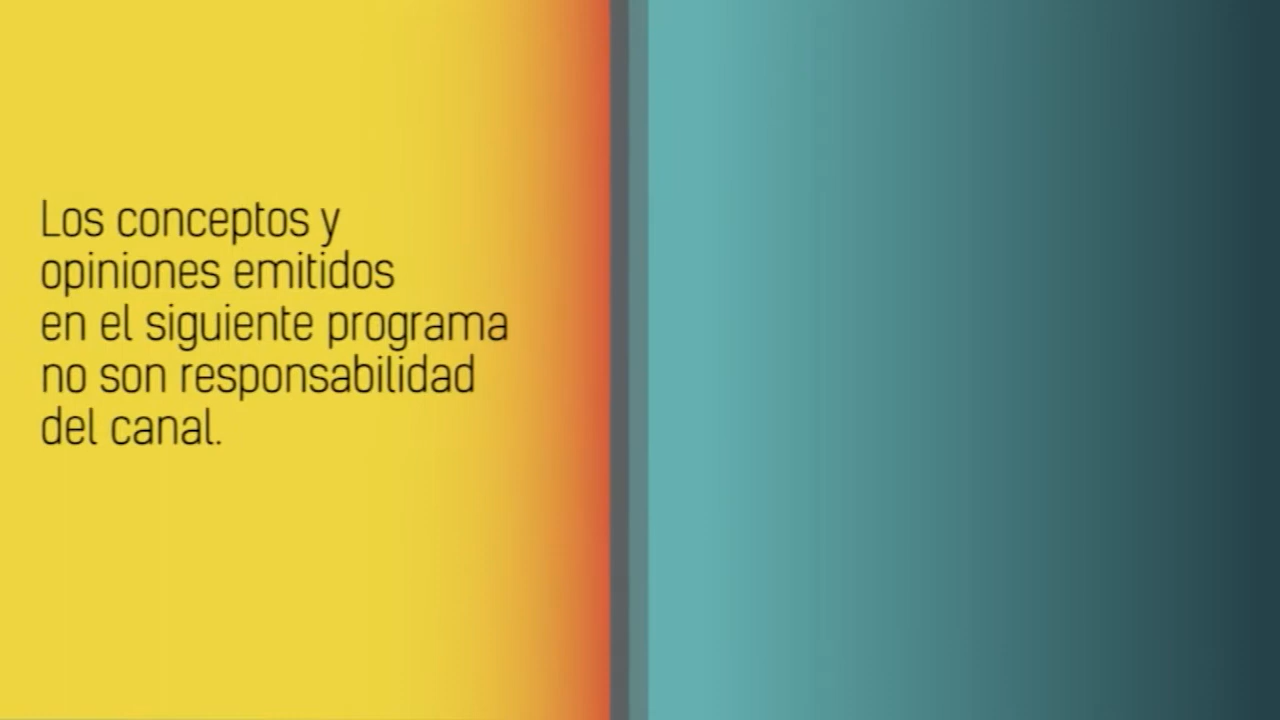 Los conceptos y
opiniones emitidos
en el siguiente programa
no son responsabilidad
del canal.